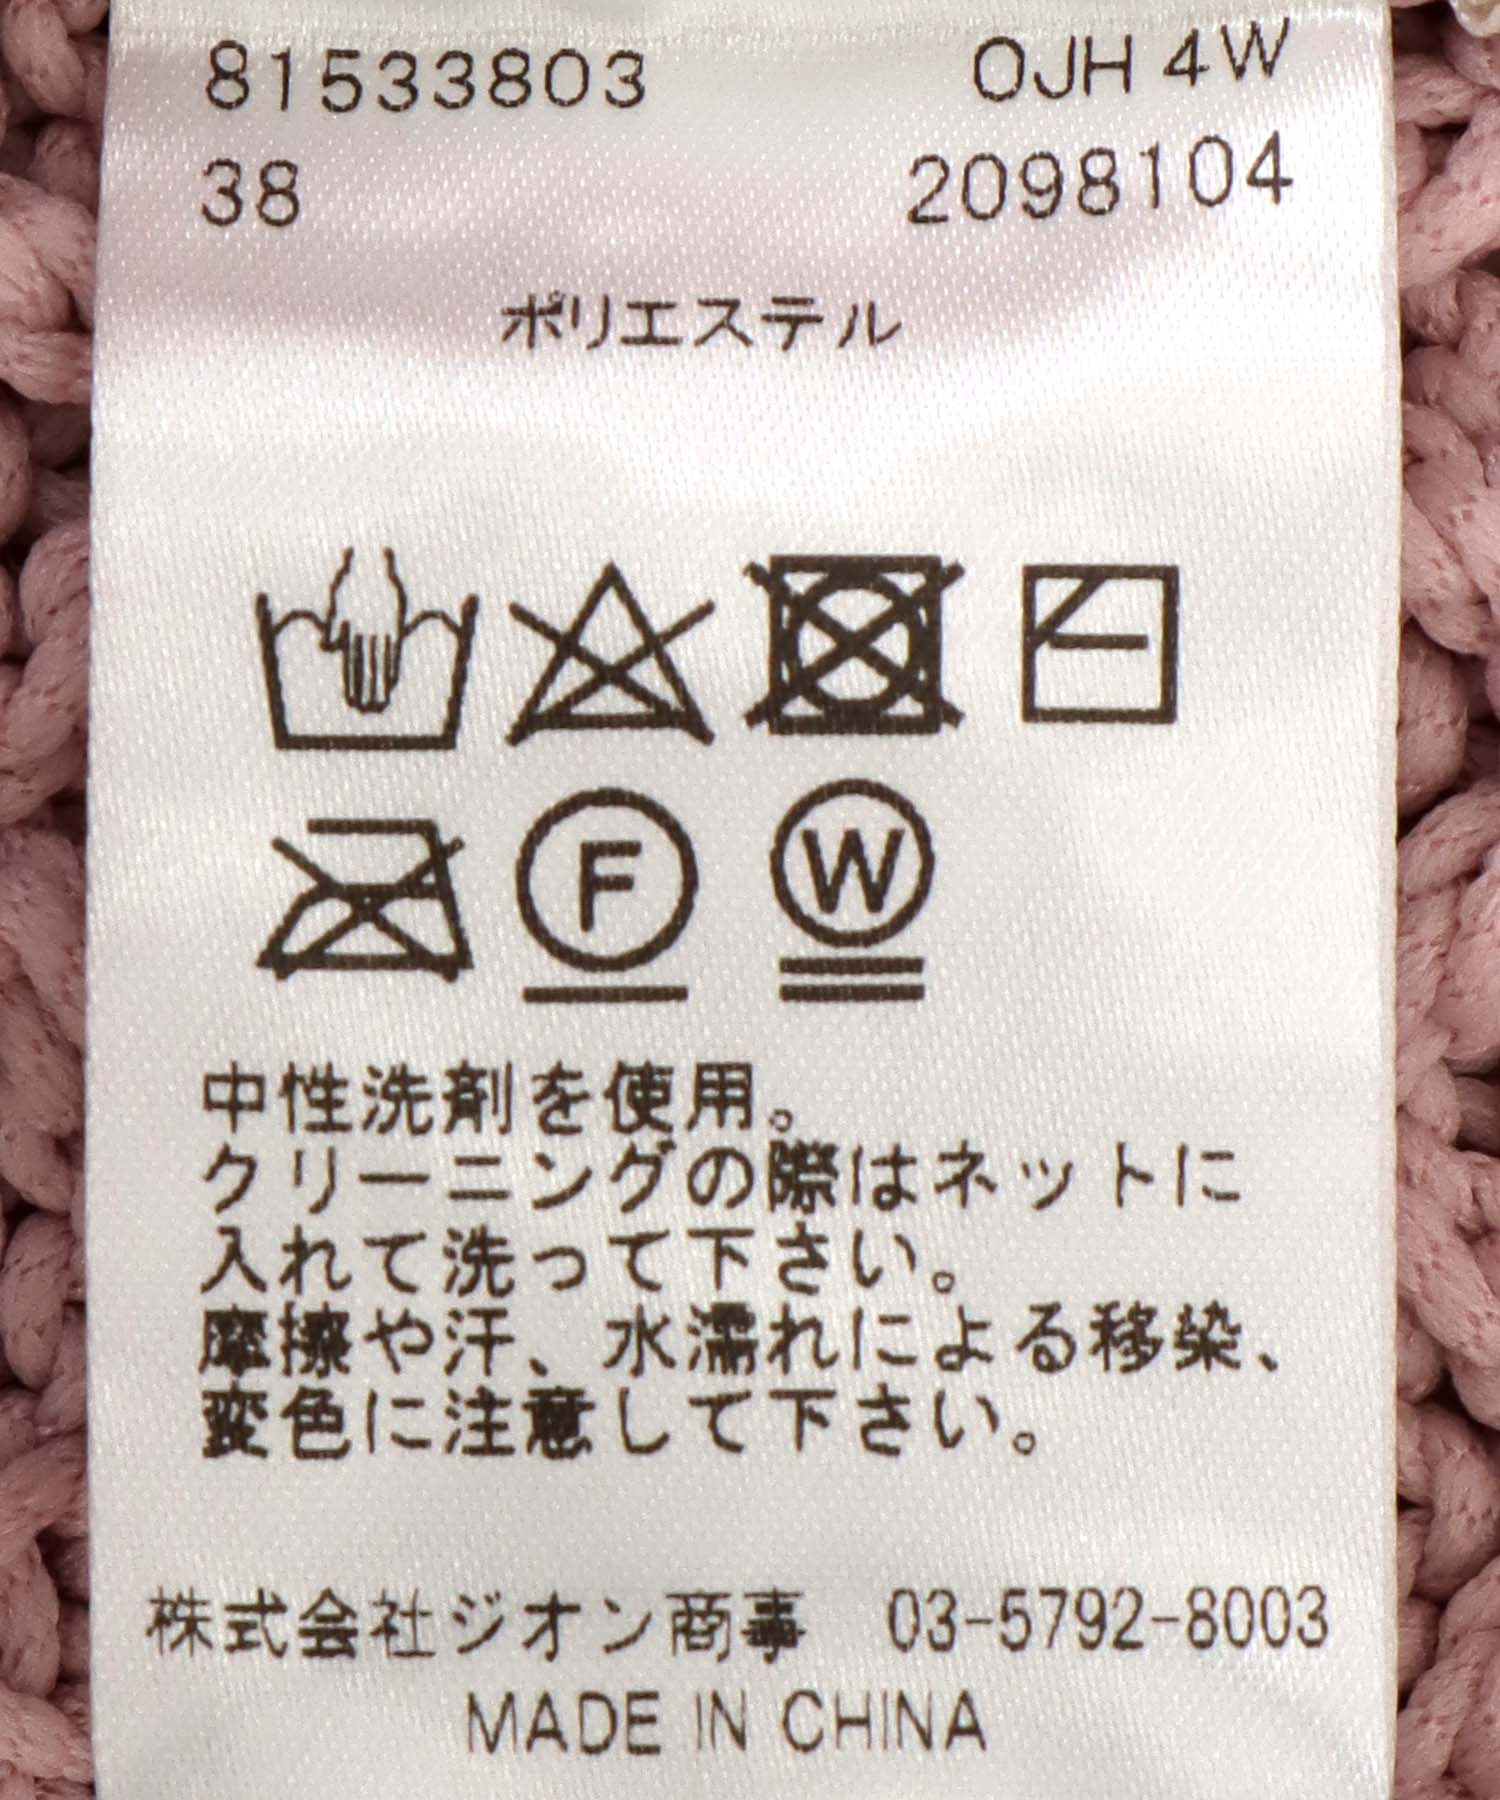 81533803 OJH 4W
38 2098104
ポリエステル
F W
中性洗剤を使用。
クリーニングの際はネットに
入れて洗って下さい。
摩擦や汗、水濡れによる移染、
変色に注意して下さい。
株式会社ジオン商事 03-5792-8003
MADE IN CHINA